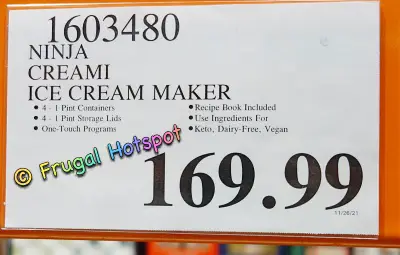 1603480
NINJA
CREAMI
ICE CREAM MAKER
• 4 - 1 Pint Containers
• 4 - 1 Pint Storage Lids
• One-Touch Programs
• Recipe Book Included
• Use Ingredients For
• Keto, Dairy-Free, Vegan
© Frugal Hotspot
169.99
11/26/21